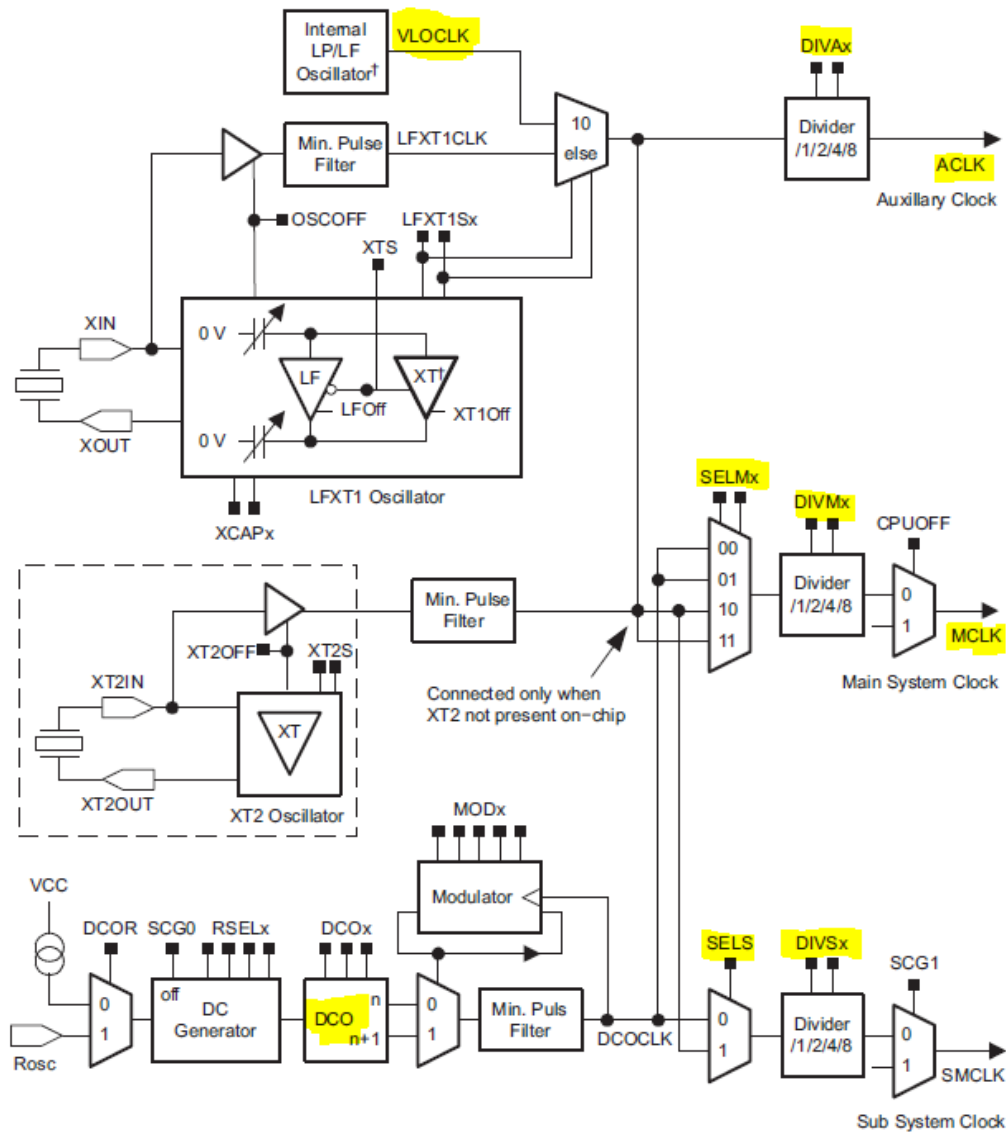 Internal
LP/LF
Oscillator†
VLOCLK
DIVAx
10
else
Divider
/1/2/4/8
ACLK
Auxillary Clock
Min. Pulse
Filter
LFXT1CLK
OSCOFF
LFXT1Sx
XTS
XIN
0 V
LF
XT†
LFOff
XT1Off
0 V
XOUT
LFXT1 Oscillator
XCAPx
SELMx
DIVMx
CPUOFF
00
01
10
11
Divider
/1/2/4/8
0
1
MCLK
Main System Clock
Min. Pulse
Filter
XT2OFF
XT2S
XT2IN
XT
XT2OUT
XT2 Oscillator
Connected only when
XT2 not present on-chip
MODx
Modulator
VCC
DCOR
SCG0
RSELx
DCOx
0
1
off
DC
Generator
DCO
n
n+1
0
1
Min. Puls
Filter
DCOCLK
Rosc
SELS
DIVSx
SCG1
0
1
Divider
/1/2/4/8
0
1
SMCLK
Sub System Clock